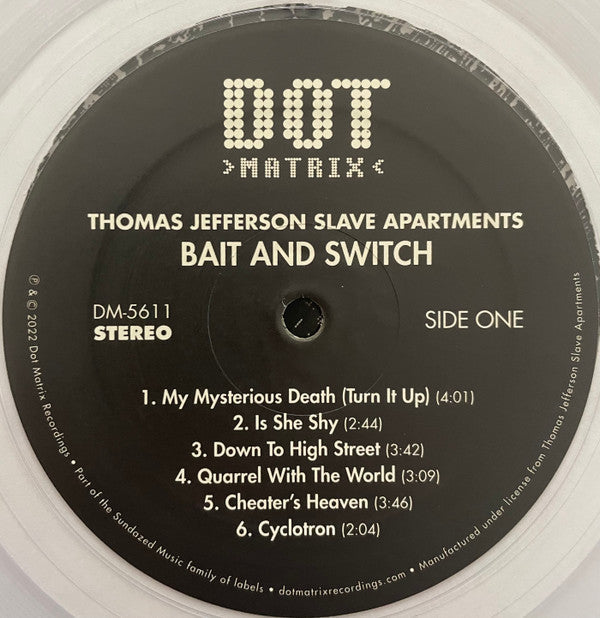 DOT
>MATRIX<
THOMAS JEFFERSON SLAVE APARTMENTS
BAIT AND SWITCH
DM-5611
STEREO
SIDE ONE
1. My Mysterious Death (Turn It Up) (4:01)
2. Is She Shy (2:44)
3. Down To High Street (3:42)
4. Quarrel With The World (3:09)
5. Cheater's Heaven (3:46)
6. Cyclotron (2:04)
℗ & © 2022 Dot Matrix Recordings • Part of the Sundazed Music family of labels • dotmatrixrecordings.com • Manufactured under license from Thomas Jefferson Slave Apartments